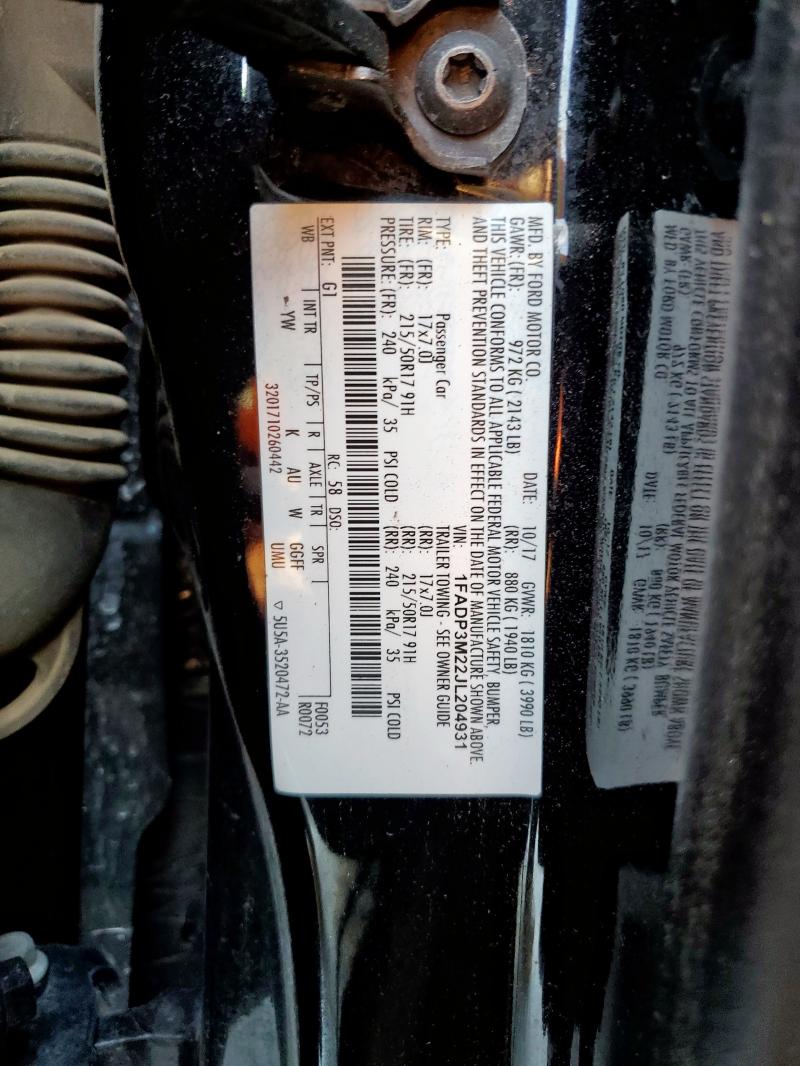 MFD. BY FORD MOTOR CO.
DATE: 10/17 GVWR: 1810 KG ( 3990 LB)
GAWR: (FR): 972 KG ( 2143 LB) (RR): 880 KG ( 1940 LB)
THIS VEHICLE CONFORMS TO ALL APPLICABLE FEDERAL MOTOR VEHICLE SAFETY, BUMPER,
AND THEFT PREVENTION STANDARDS IN EFFECT ON THE DATE OF MANUFACTURE SHOWN ABOVE.
VIN: 1FADP3M22JL204931
TYPE: Passenger Car TRAILER TOWING - SEE OWNER GUIDE
RIM: (FR): 17x7.0J (RR): 17x7.0J
TIRE: (FR): 215/50R17 91H (RR): 215/50R17 91H
PRESSURE: (FR): 240 kPa/ 35 PSI COLD (RR): 240 kPa/ 35 PSI COLD
RC: 58 DSO: F0053
EXT PNT: G1 R0072
INT TR TP/PS R AXLE TR SPR
WB YW K AU W GGFF
3201710260442 UMU ▽ 5U5A-3520472-AA